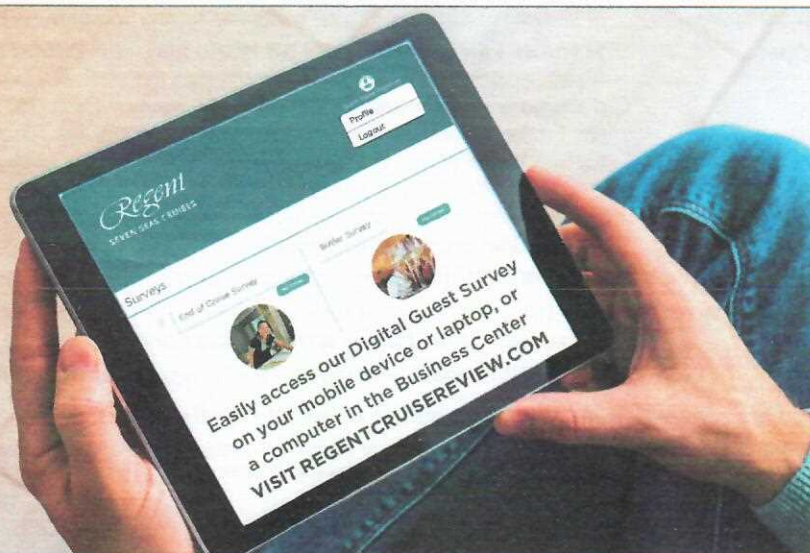 Profile
Logout
Regent
SEVEN SEAS CRUISES
Surveys
End of Cruise Survey
Butler Survey
Easily access our Digital Guest Survey
on your mobile device or laptop, or
a computer in the Business Center
VISIT REGENTCRUISEREVIEW.COM